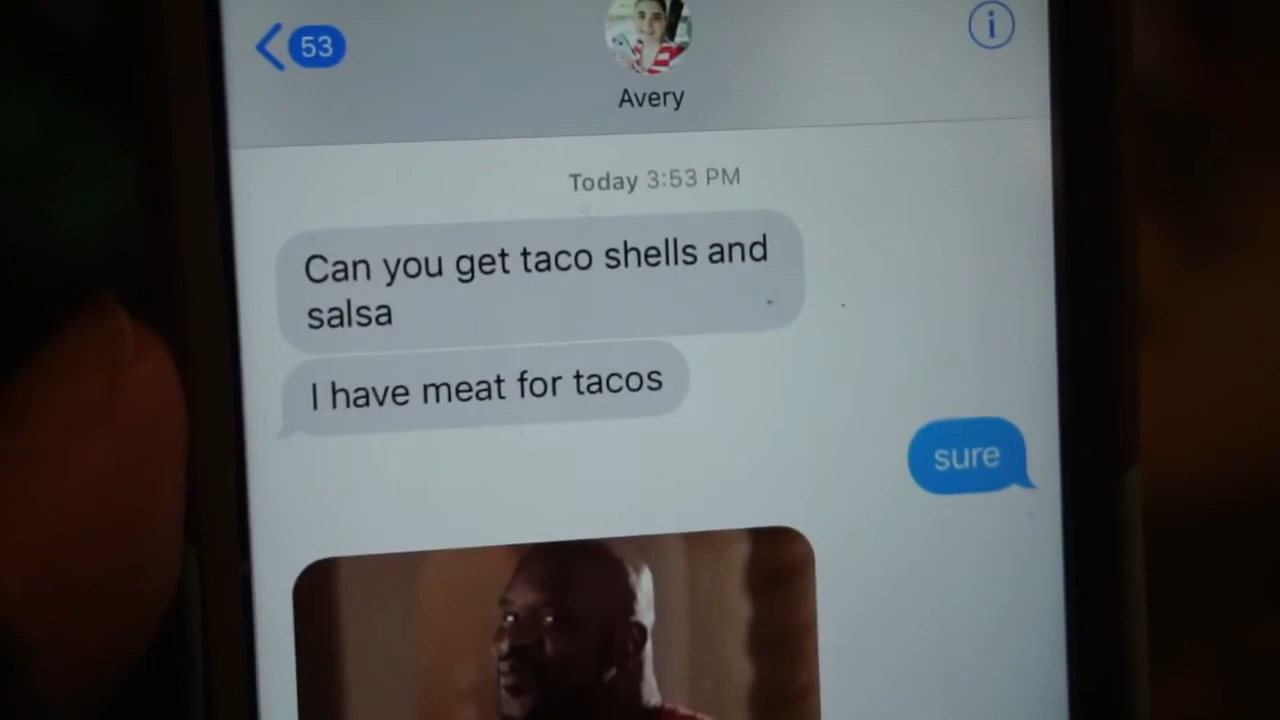 53
Avery
Today 3:53 PM
Can you get taco shells and
salsa
I have meat for tacos
sure